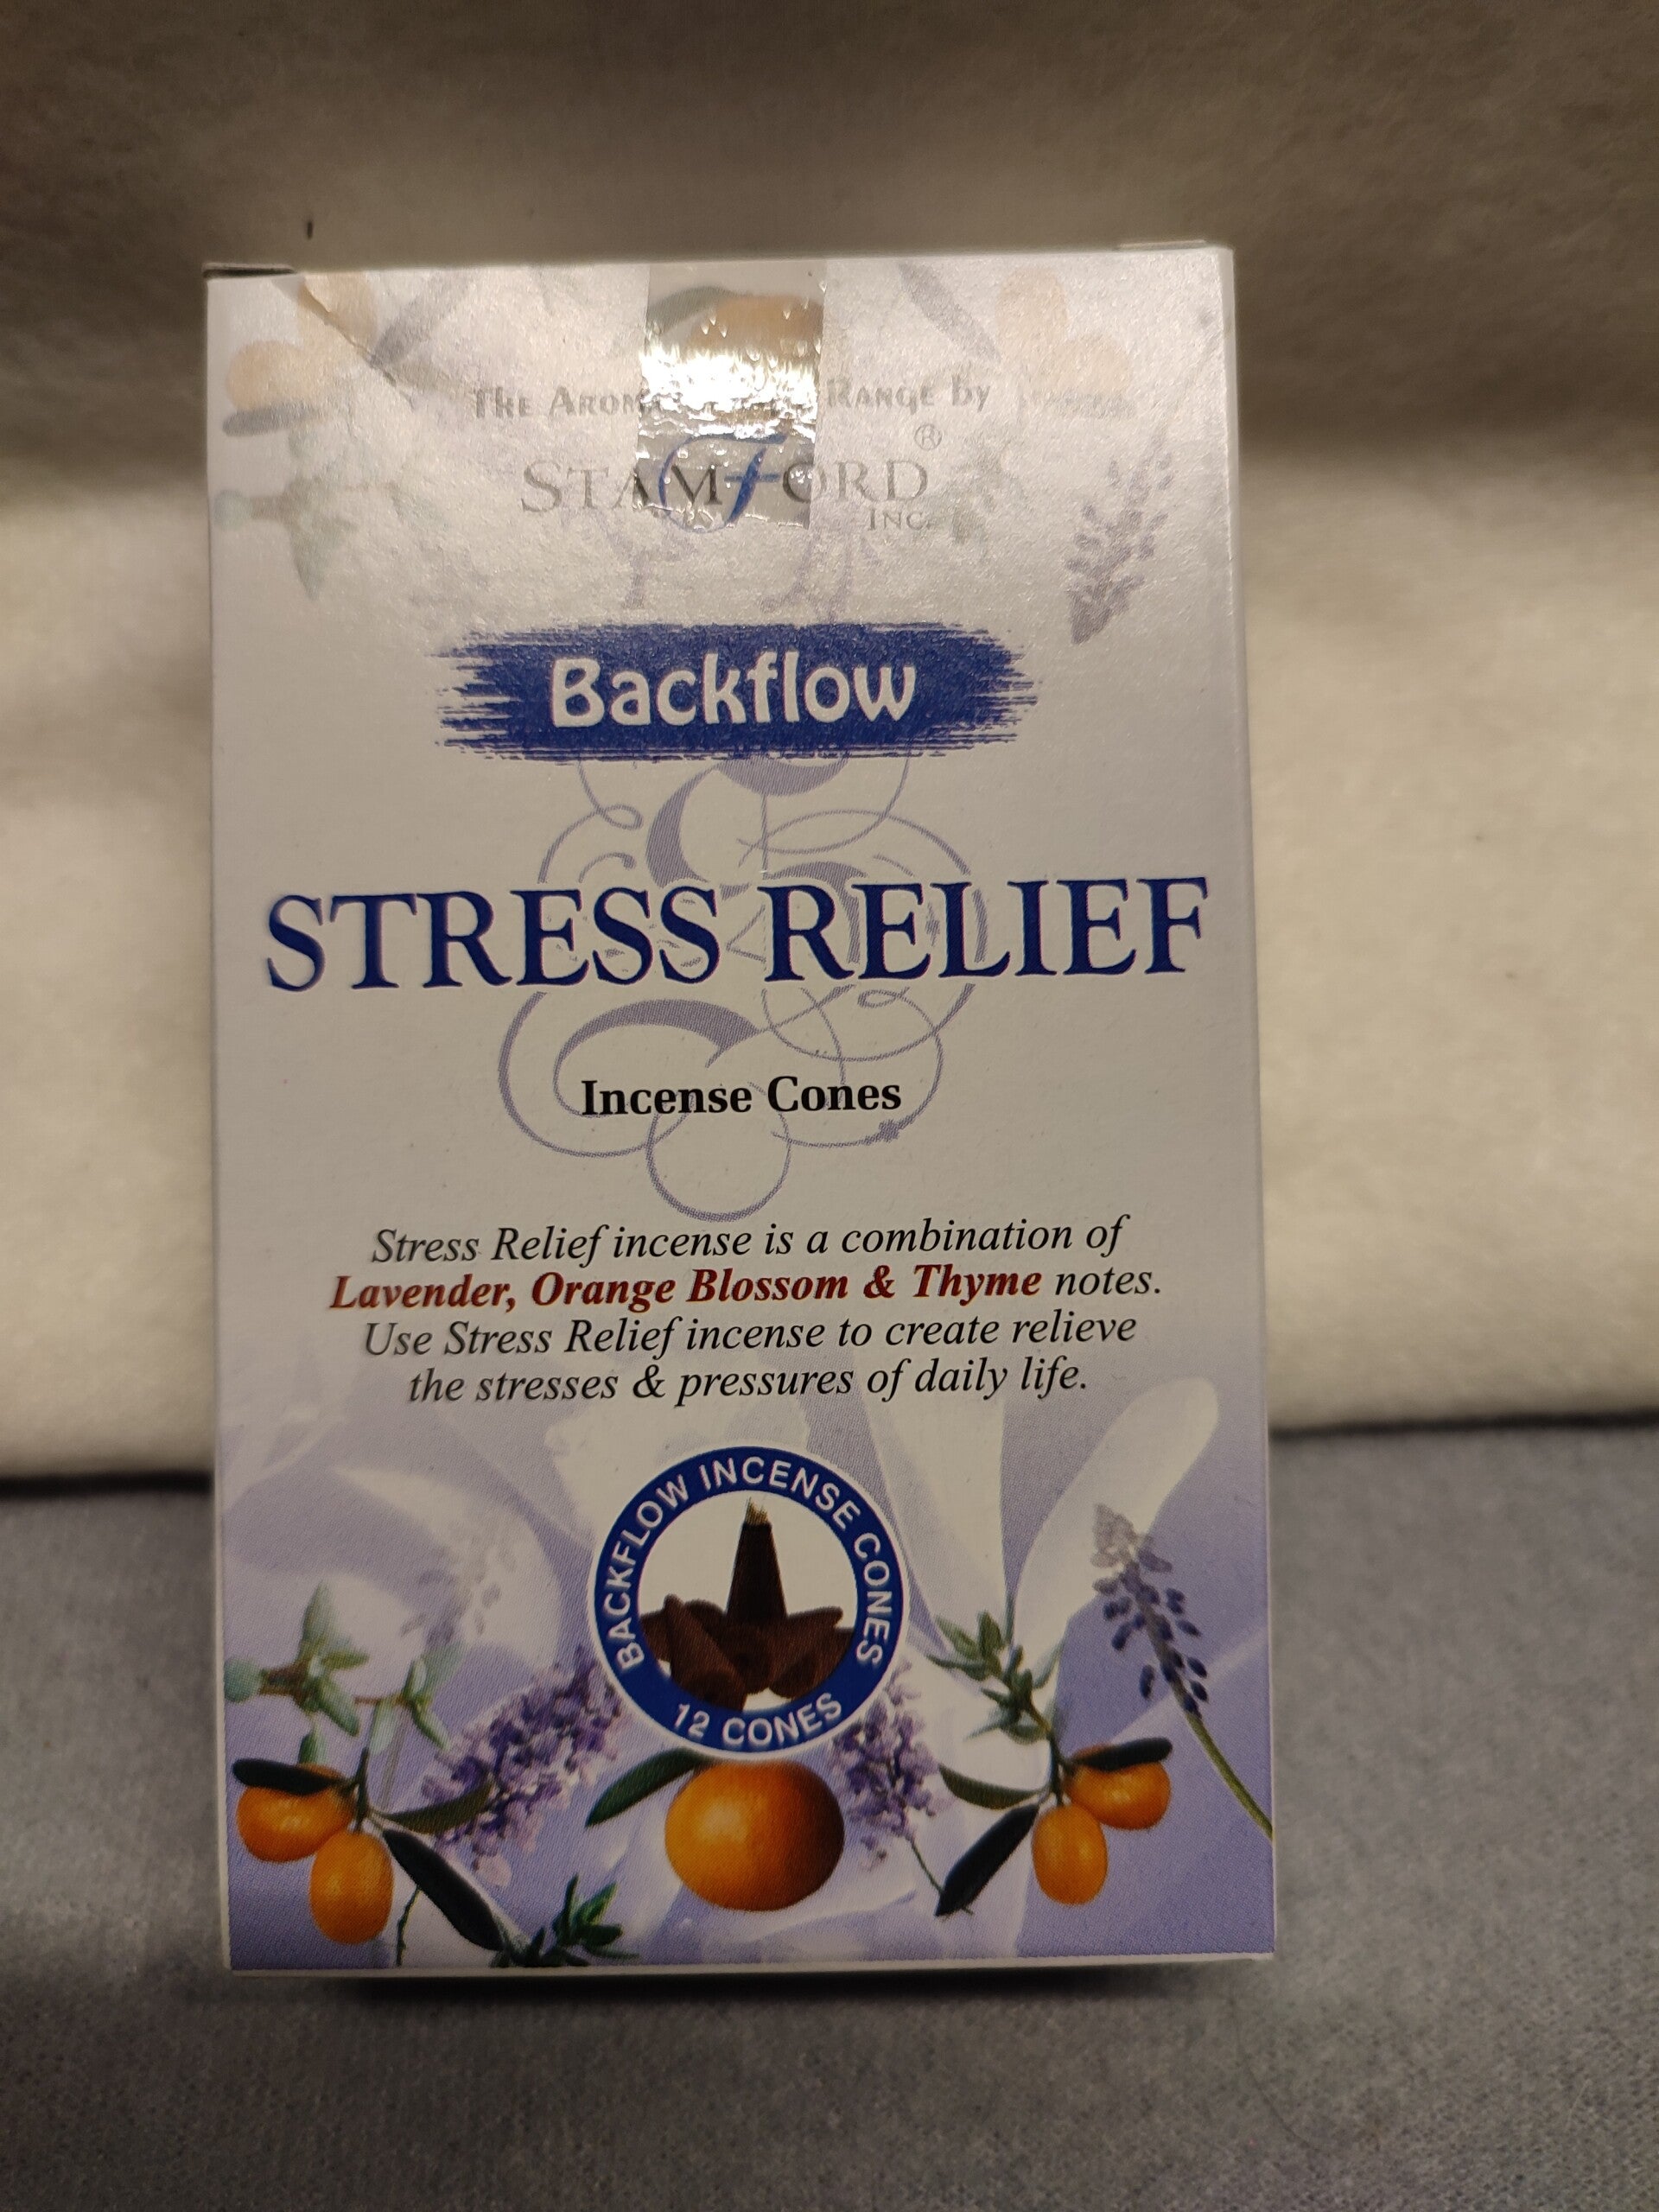 The Range by
®
STAMFORD
INC.
Backflow
STRESS RELIEF
Incense Cones
Stress Relief incense is a combination of
Lavender, Orange Blossom & Thyme notes.
Use Stress Relief incense to create relieve
the stresses & pressures of daily life.
BACKFLOW INCENSE CONES
12 CONES